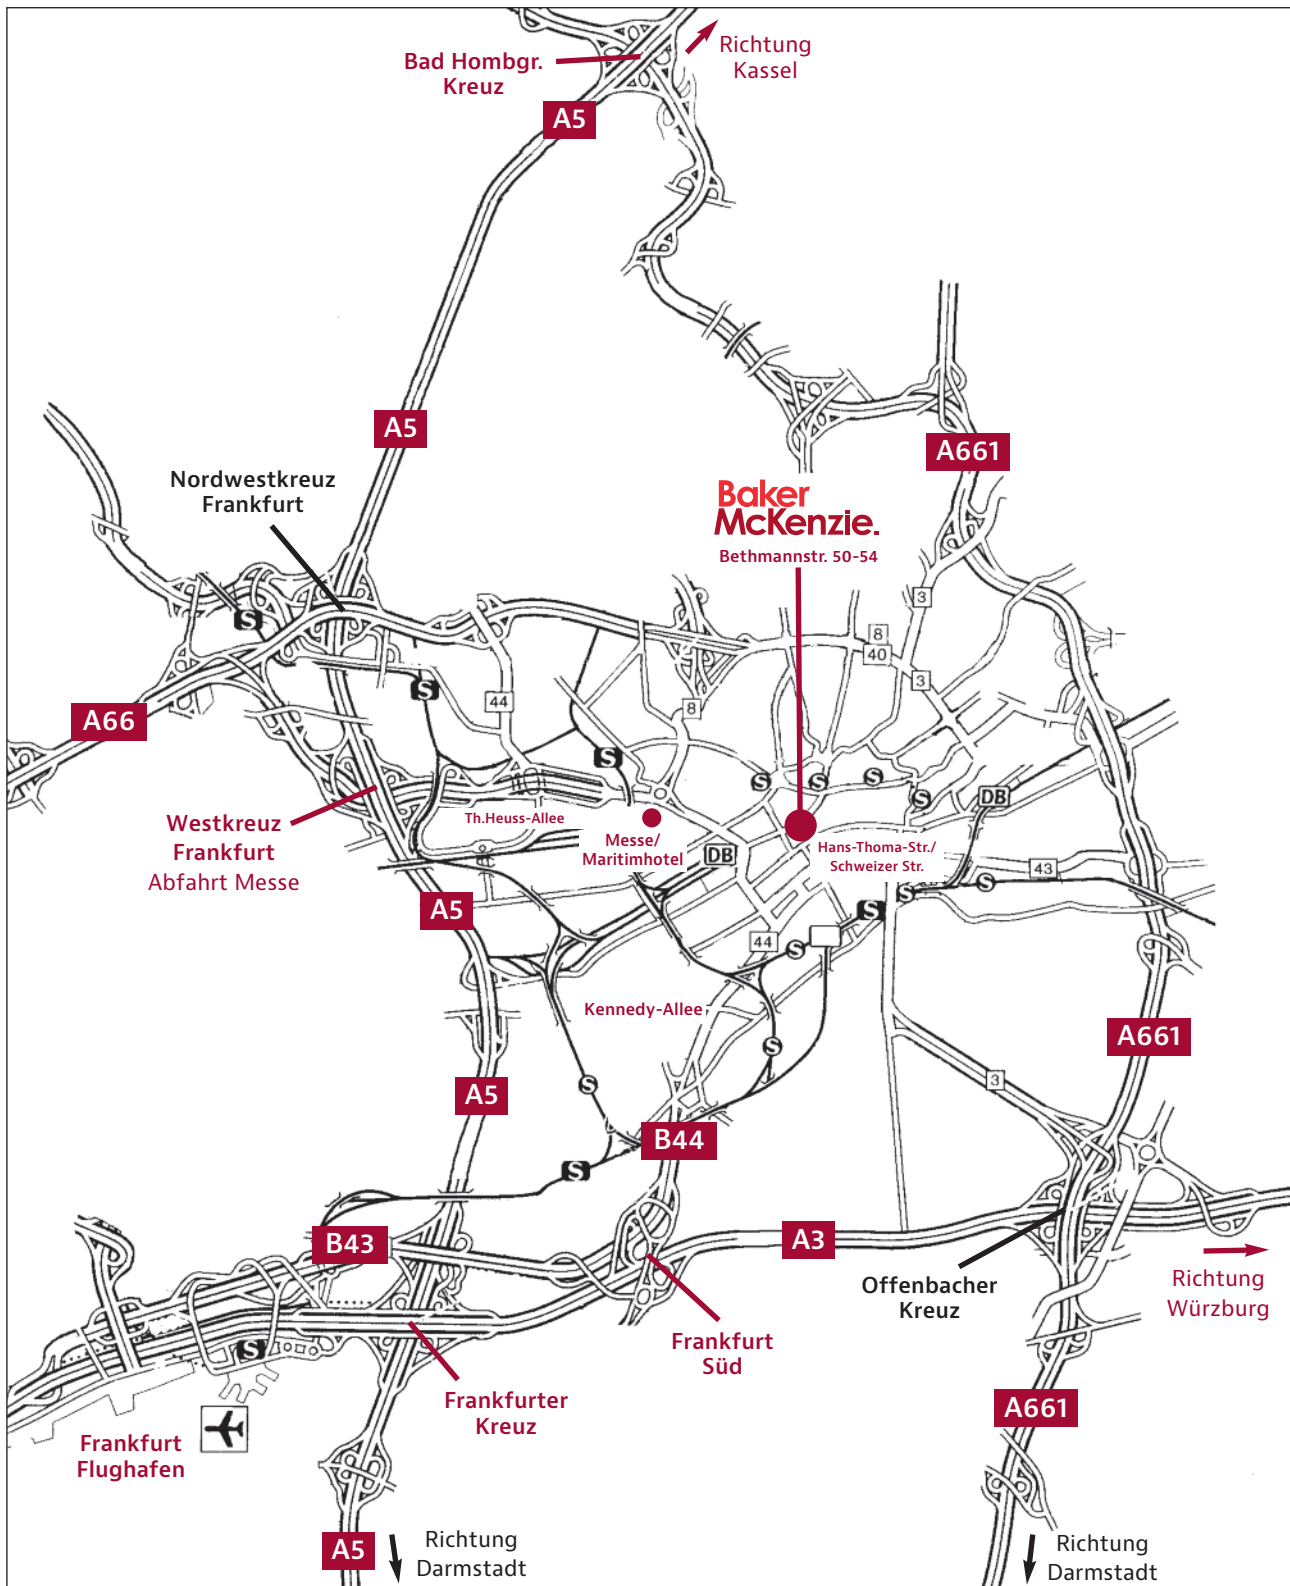 Bad Hombgr.
Kreuz
Richtung
Kassel
A5
A5
A661
Nordwestkreuz
Frankfurt
Baker
McKenzie.
Bethmannstr. 50-54
3
S
8
40
3
S
44
8
A66
S
S
S
S
S
DB
Westkreuz
Frankfurt
Abfahrt Messe
Th.Heuss-Allee
Messe/
Maritimhotel
DB
Hans-Thoma-Str./
Schweizer Str.
43
S
S
A5
S
44
S
Kennedy-Allee
A661
S
3
S
A5
B44
S
B43
A3
Offenbacher
Kreuz
Richtung
Würzburg
S
Frankfurt
Süd
Frankfurter
Kreuz
A661
Frankfurt
Flughafen
A5
Richtung
Darmstadt
Richtung
Darmstadt